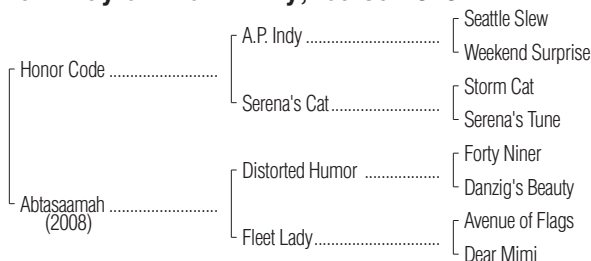 Seattle Slew
A.P. Indy ..............................
Weekend Surprise
Honor Code ........................
Storm Cat
Serena's Cat........................
Serena's Tune
Forty Niner
Distorted Humor .................
Danzig's Beauty
Abtasaamah ........................
(2008)
Avenue of Flags
Fleet Lady............................
Dear Mimi